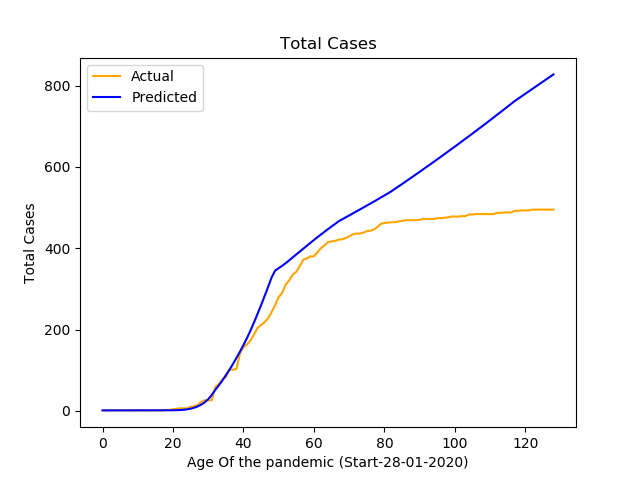 Total Cases
Actual
Predicted
800
600
400
200
0
Total Cases
0 20 40 60 80 100 120
Age Of the pandemic (Start-28-01-2020)